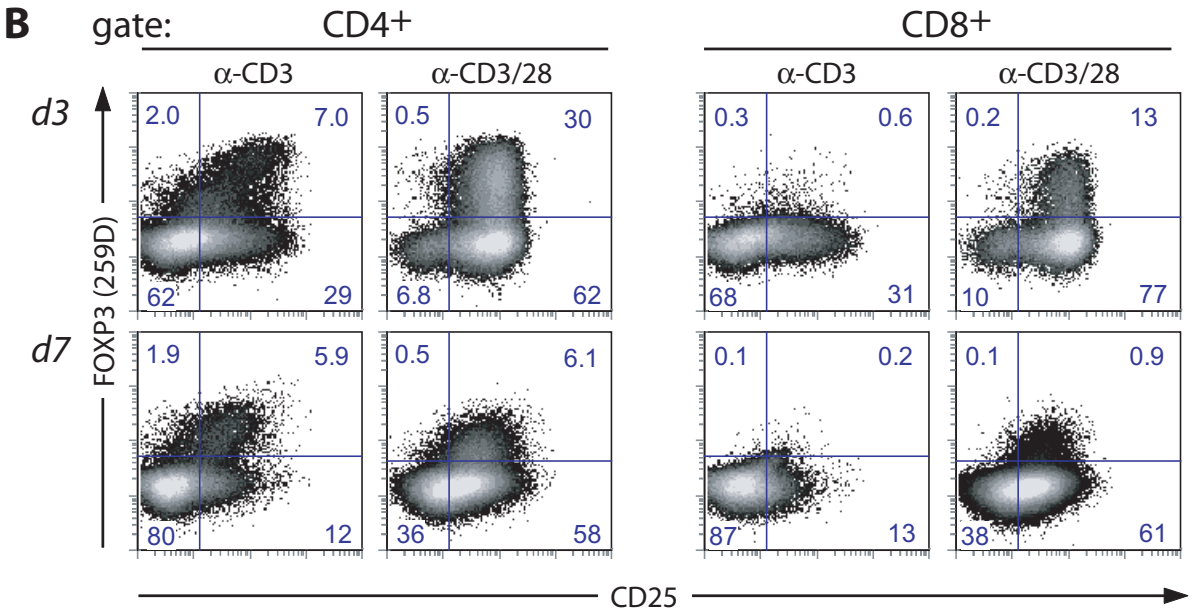 B gate: CD4+ CD8+
α-CD3 α-CD3/28 α-CD3 α-CD3/28
d3
2.0 7.0 0.5 30 0.3 0.6 0.2 13
62 29 6.8 62 68 31 10 77
FOXP3 (259D)
d7
1.9 5.9 0.5 6.1 0.1 0.2 0.1 0.9
80 12 36 58 87 13 38 61
CD25